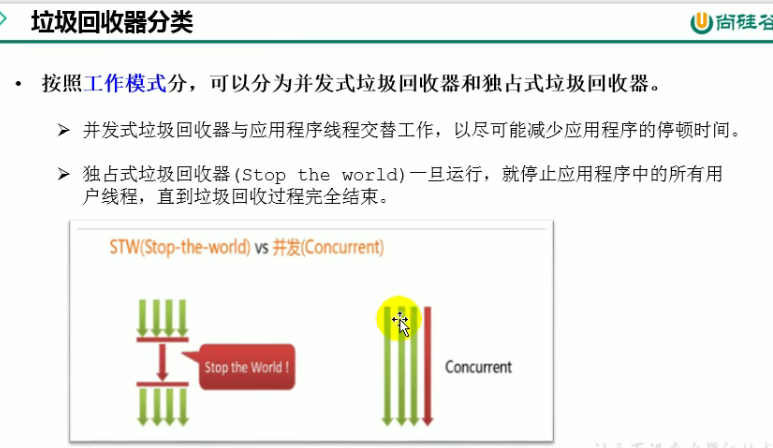 垃圾回收器分类
尚硅谷
• 按照工作模式分，可以分为并发式垃圾回收器和独占式垃圾回收器。
➢ 并发式垃圾回收器与应用程序线程交替工作，以尽可能减少应用程序的停顿时间。
➢ 独占式垃圾回收器(Stop the world)一旦运行，就停止应用程序中的所有用
户线程，直到垃圾回收过程完全结束。
STW(Stop-the-world) vs 并发(Concurrent)
Stop the World !
Concurrent